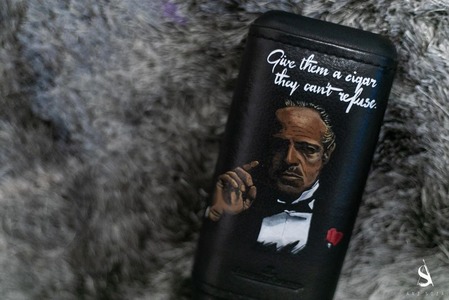 Give them a cigar
they can't refuse.